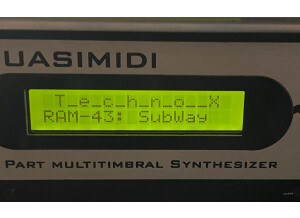 UASIMIDI
T_e_c_h_n_o__X
RAM-43: SubWay
PART MULTITIMBRAL SYNTHESIZER